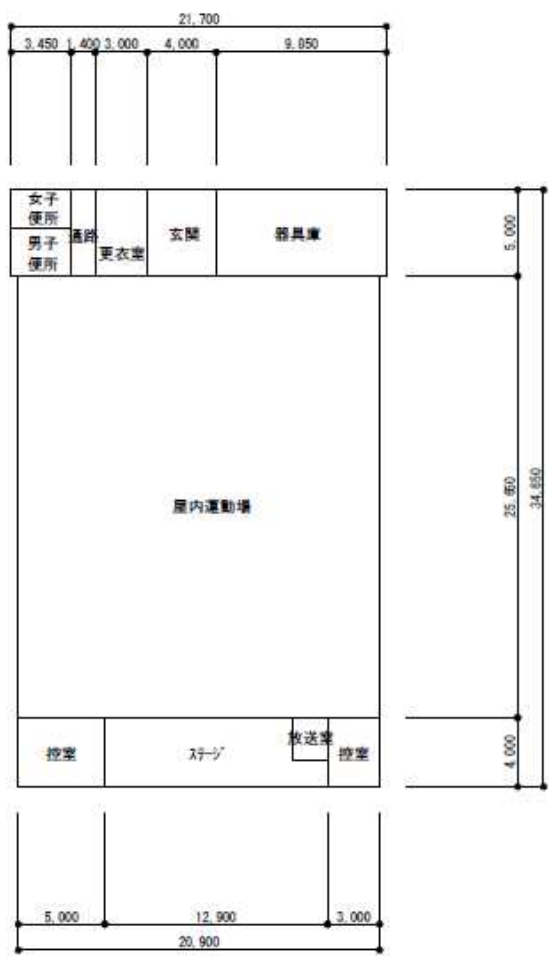 21,700
3,450
1,400
3,000
4,000
9,850
女子
便所
男子
便所
通路
更衣室
玄関
器具庫
5,000
屋内運動場
25,650
34,650
控室
ステージ
放送室
控室
4,000
5,000
12,900
3,000
20,900